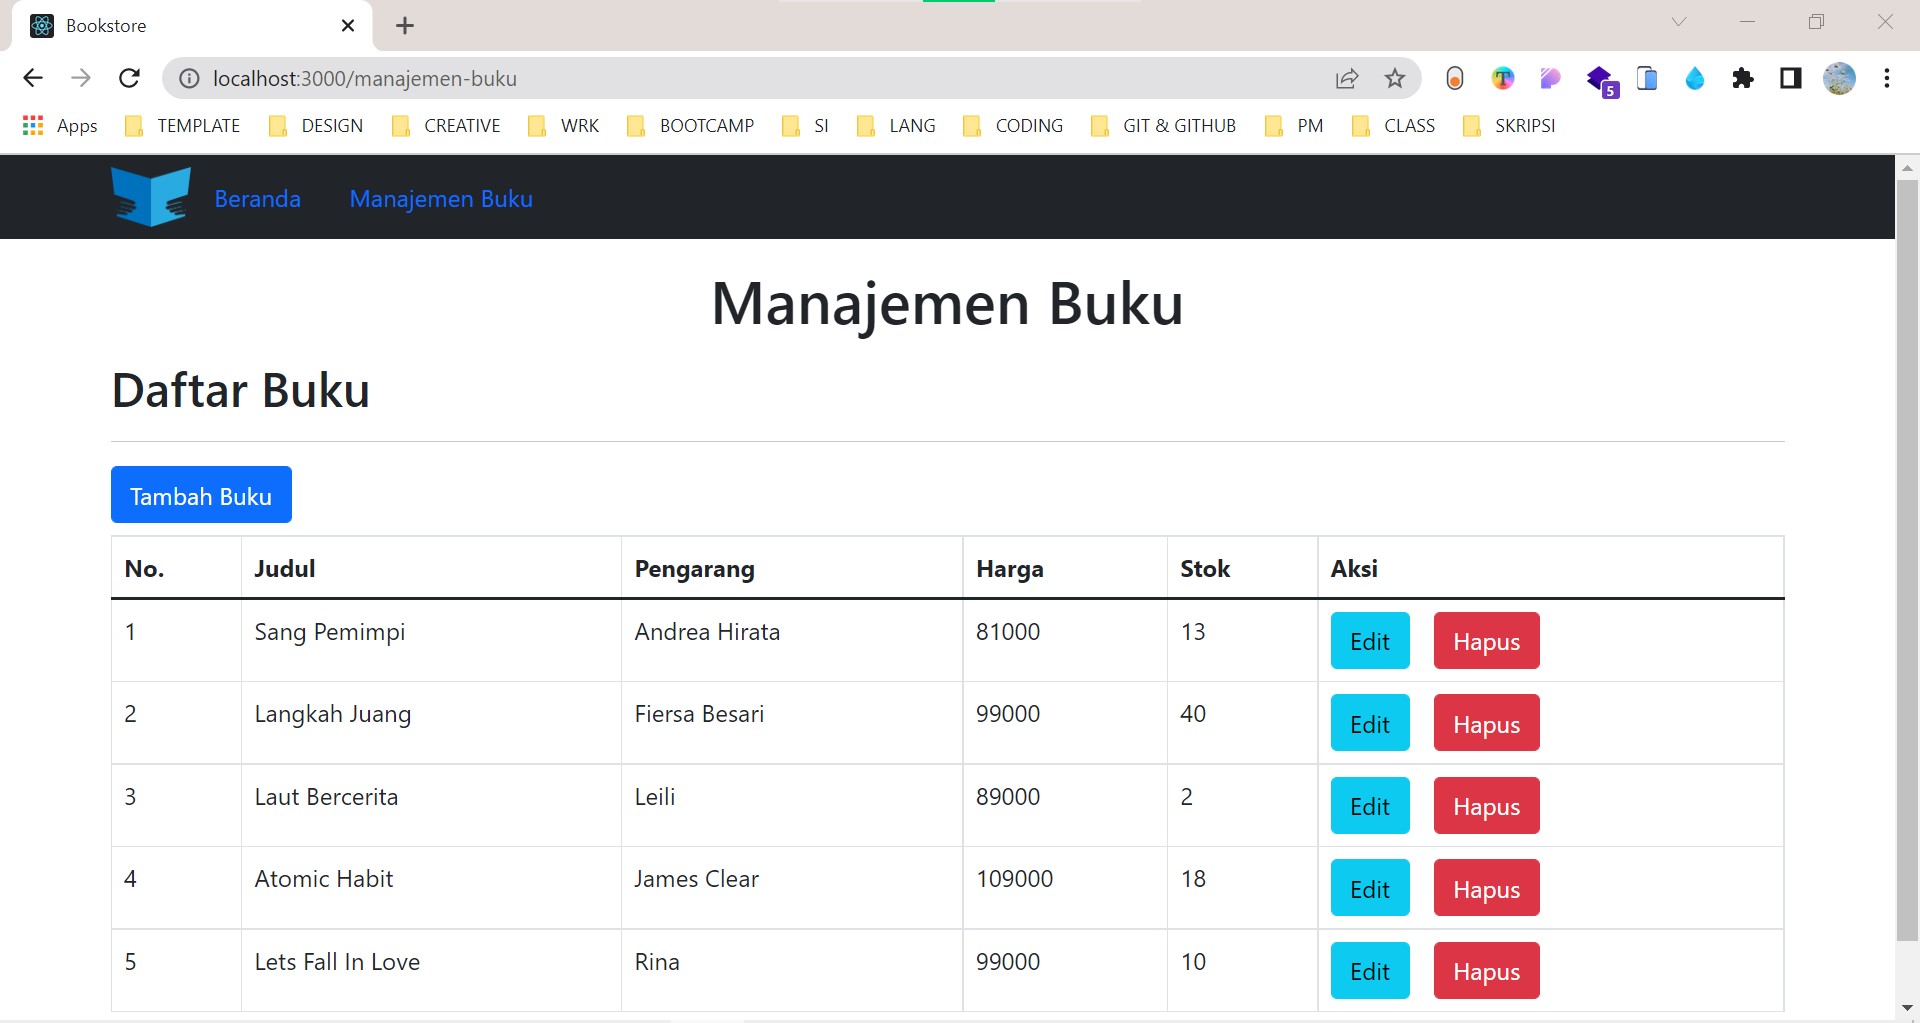 Bookstore
localhost:3000/manajemen-buku
5
Apps TEMPLATE DESIGN CREATIVE WRK BOOTCAMP SI LANG CODING GIT & GITHUB PM CLASS SKRIPSI
Beranda Manajemen Buku
Manajemen Buku
Daftar Buku
Tambah Buku
No. Judul Pengarang Harga Stok Aksi
1 Sang Pemimpi Andrea Hirata 81000 13 Edit Hapus
2 Langkah Juang Fiersa Besari 99000 40 Edit Hapus
3 Laut Bercerita Leili 89000 2 Edit Hapus
4 Atomic Habit James Clear 109000 18 Edit Hapus
5 Lets Fall In Love Rina 99000 10 Edit Hapus